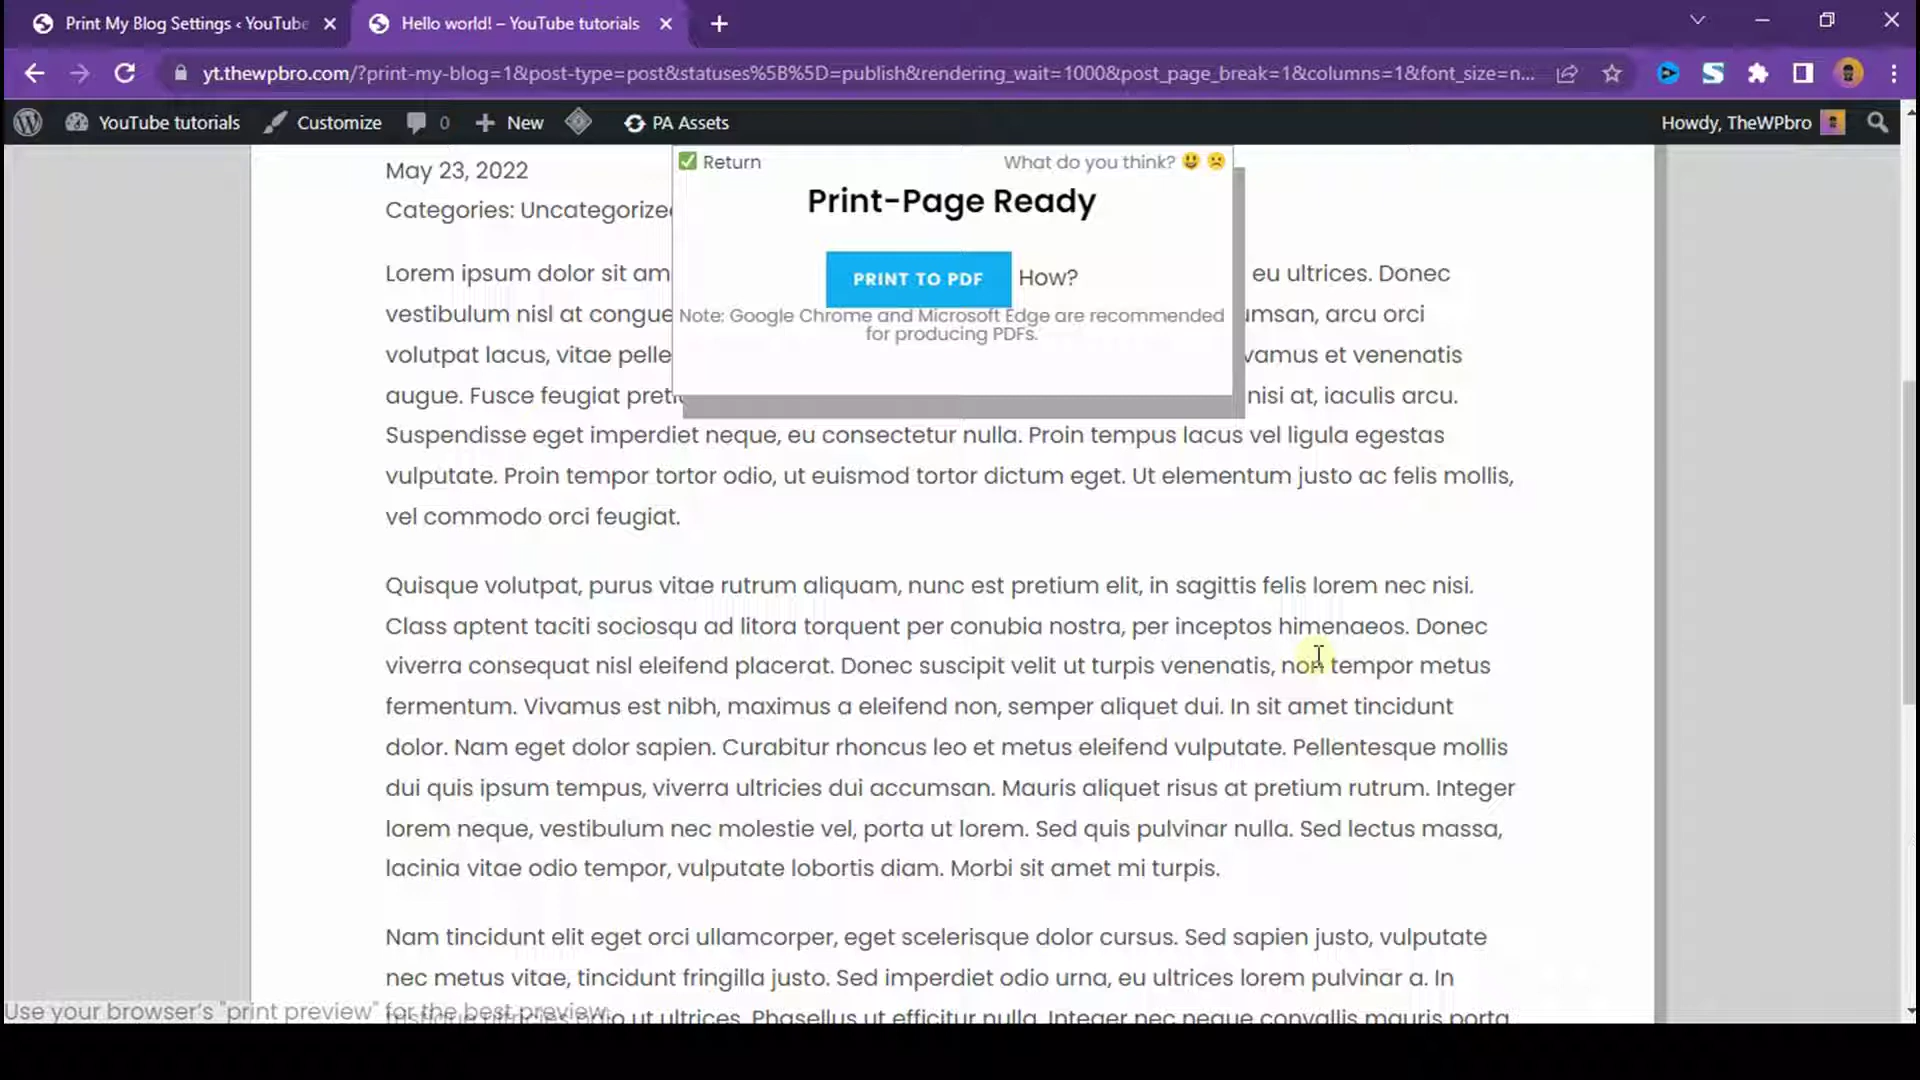 Print My Blog Settings ‹ YouTube
Hello world! – YouTube tutorials
yt.thewpbro.com/?print-my-blog=1&post-type=post&statuses%5B%5D=publish&rendering_wait=1000&post_page_break=1&columns=1&font_size=n...
YouTube tutorials
Customize
0
New
PA Assets
Howdy, TheWPbro
May 23, 2022
Categories: Uncategorized
Return
What do you think?
Print-Page Ready
PRINT TO PDF
How?
Note: Google Chrome and Microsoft Edge are recommended
for producing PDFs.
Lorem ipsum dolor sit am eu ultrices. Donec
vestibulum nisl at congue umsan, arcu orci
volutpat lacus, vitae pelle vamus et venenatis
augue. Fusce feugiat preti nisi at, iaculis arcu.
Suspendisse eget imperdiet neque, eu consectetur nulla. Proin tempus lacus vel ligula egestas
vulputate. Proin tempor tortor odio, ut euismod tortor dictum eget. Ut elementum justo ac felis mollis,
vel commodo orci feugiat.
Quisque volutpat, purus vitae rutrum aliquam, nunc est pretium elit, in sagittis felis lorem nec nisi.
Class aptent taciti sociosqu ad litora torquent per conubia nostra, per inceptos himenaeos. Donec
viverra consequat nisl eleifend placerat. Donec suscipit velit ut turpis venenatis, non tempor metus
fermentum. Vivamus est nibh, maximus a eleifend non, semper aliquet dui. In sit amet tincidunt
dolor. Nam eget dolor sapien. Curabitur rhoncus leo et metus eleifend vulputate. Pellentesque mollis
dui quis ipsum tempus, viverra ultricies dui accumsan. Mauris aliquet risus at pretium rutrum. Integer
lorem neque, vestibulum nec molestie vel, porta ut lorem. Sed quis pulvinar nulla. Sed lectus massa,
lacinia vitae odio tempor, vulputate lobortis diam. Morbi sit amet mi turpis.
Nam tincidunt elit eget orci ullamcorper, eget scelerisque dolor cursus. Sed sapien justo, vulputate
nec metus vitae, tincidunt fringilla justo. Sed imperdiet odio urna, eu ultrices lorem pulvinar a. In
Use your browser's "print preview" for the best preview.
ut ultrices. Phasellus ut efficitur nulla. Integer nec neque convallis mauris porta